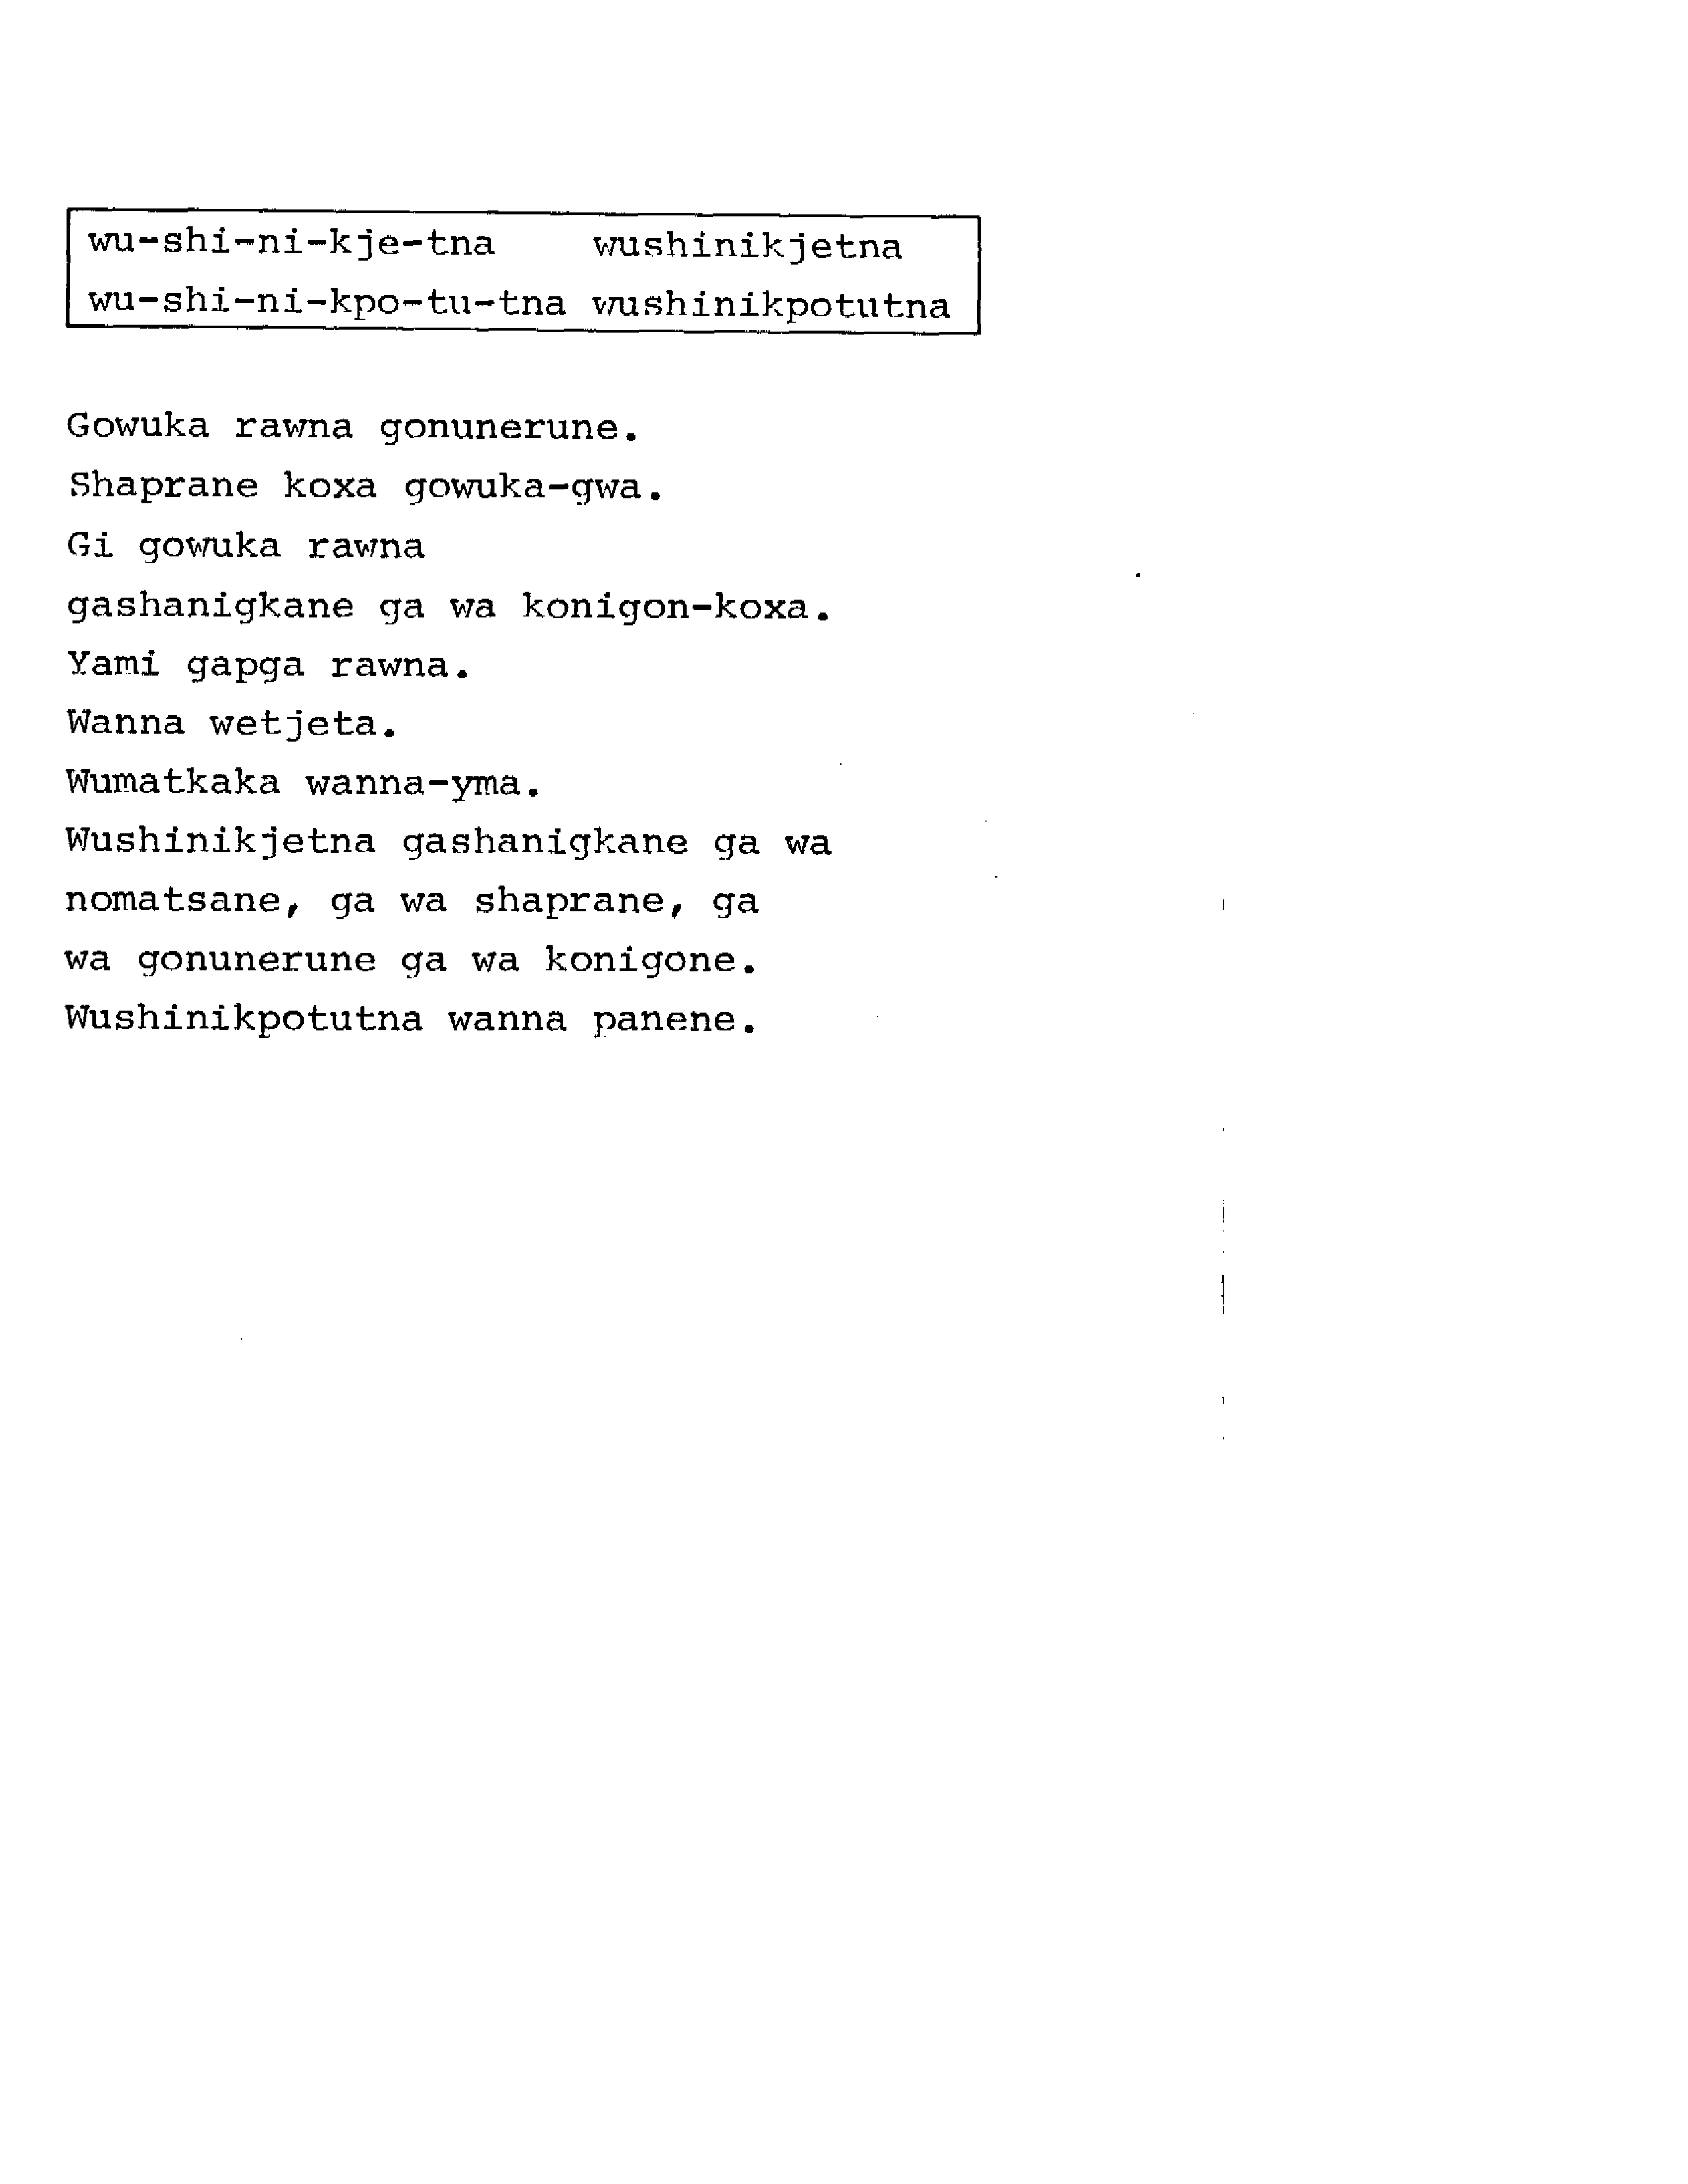 wu-shi-ni-kje-tna wushinikjetna
wu-shi-ni-kpo-tu-tna wushinikpotutna
Gowuka rawna gonunerune.
Shaprane koxa gowuka-gwa.
Gi gowuka rawna
gashanigkane ga wa konigon-koxa.
Yami gapga rawna.
Wanna wetjeta.
Wumatkaka wanna-yma.
Wushinikjetna gashanigkane ga wa
nomatsane, ga wa shaprane, ga
wa gonunerune ga wa konigone.
Wushinikpotutna wanna panene.